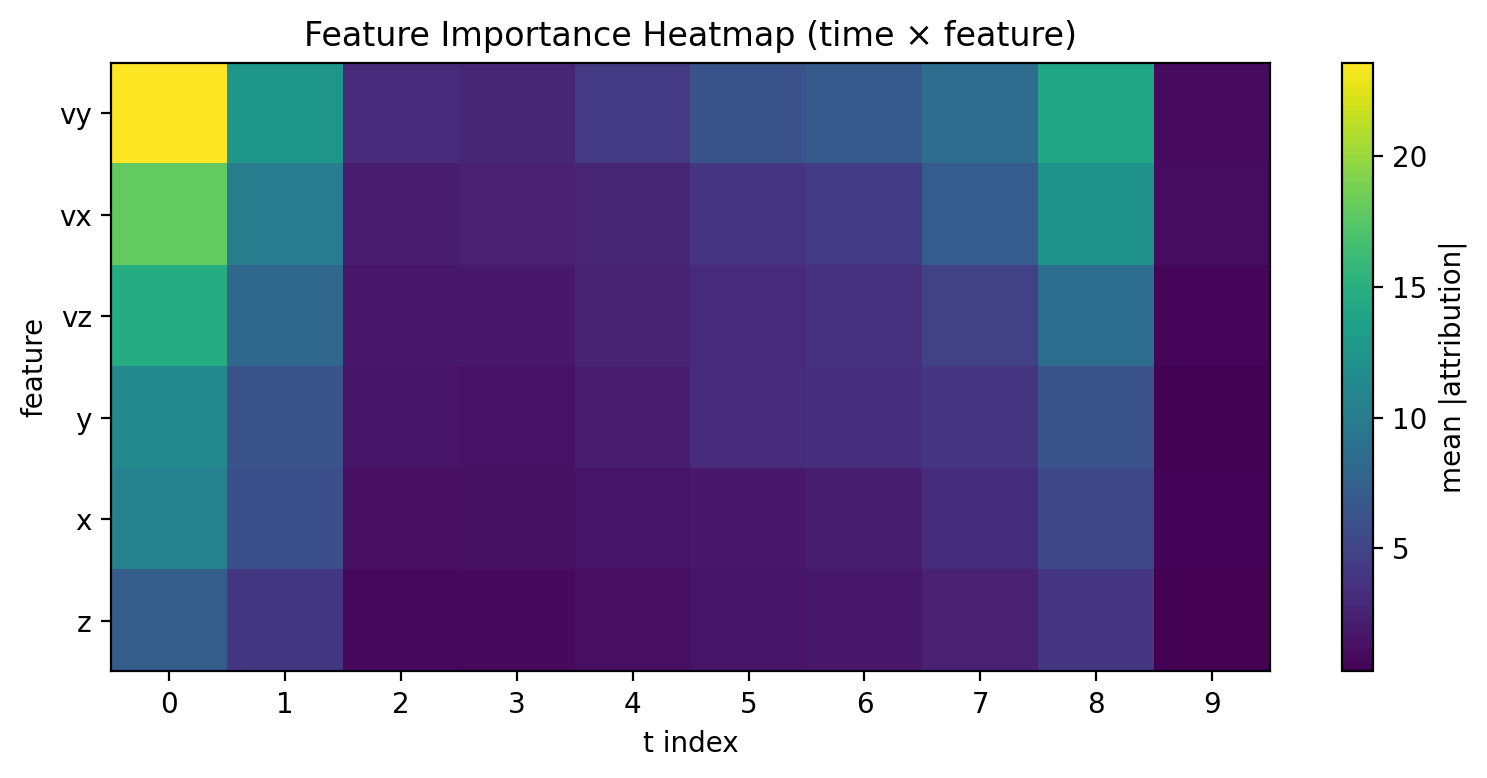 Feature Importance Heatmap (time × feature)
feature
vy
vx
vz
y
x
z
0 1 2 3 4 5 6 7 8 9
t index
20
15
10
5
mean |attribution|